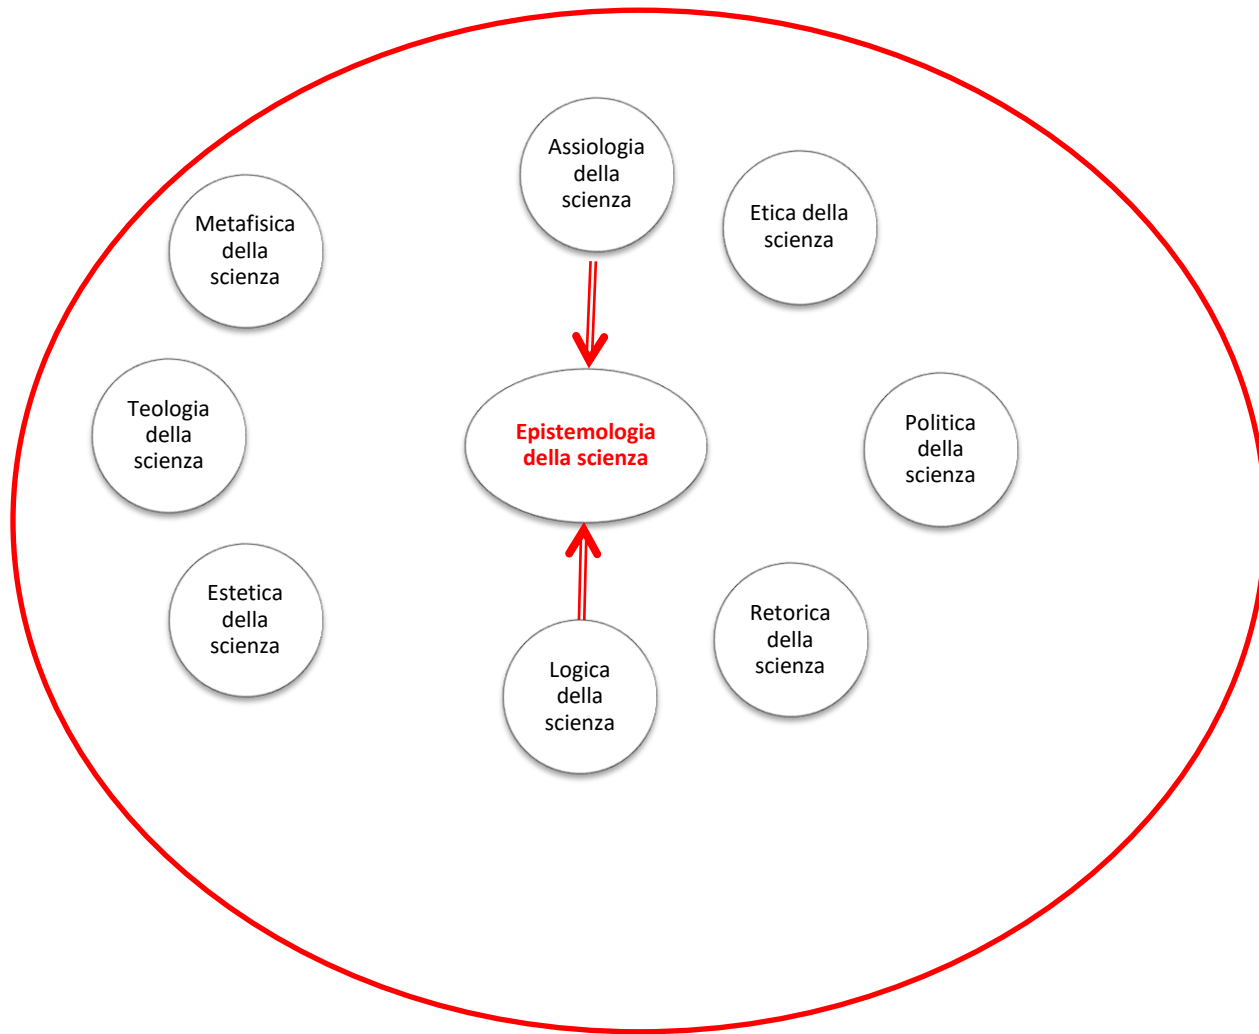 Assiologia
della
scienza
Etica della
scienza
Metafisica
della
scienza
Teologia
della
scienza
Epistemologia
della scienza
Politica
della
scienza
Estetica
della
scienza
Retorica
della
scienza
Logica
della
scienza